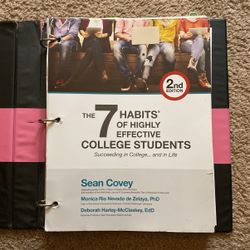 2nd
EDITION
THE 7 HABITS®
OF HIGHLY
EFFECTIVE
COLLEGE STUDENTS
Succeeding in College... and in Life
Sean Covey
Monica Rio Nevado de Zelaya, PhD
Deborah Harley-McClaskey, EdD